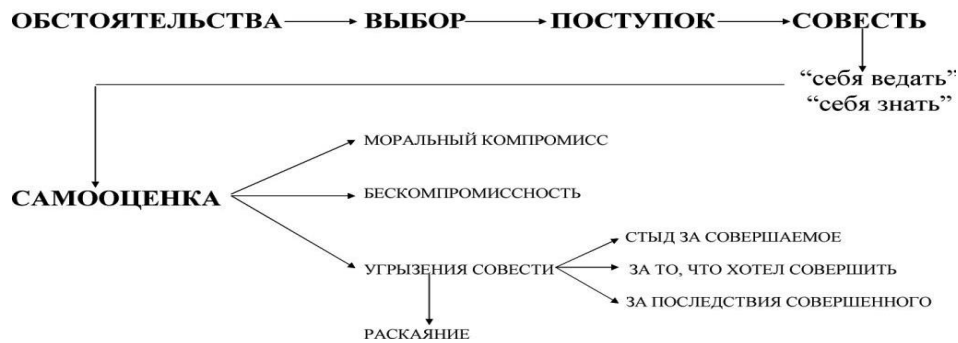 ОБСТОЯТЕЛЬСТВА ВЫБОР ПОСТУПОК СОВЕСТЬ
“себя ведать”
“себя знать”
МОРАЛЬНЫЙ КОМПРОМИСС
САМООЦЕНКА БЕСКОМПРОМИССНОСТЬ
СТЫД ЗА СОВЕРШАЕМОЕ
УГРЫЗЕНИЯ СОВЕСТИ ЗА ТО, ЧТО ХОТЕЛ СОВЕРШИТЬ
ЗА ПОСЛЕДСТВИЯ СОВЕРШЕННОГО
РАСКАЯНИЕ